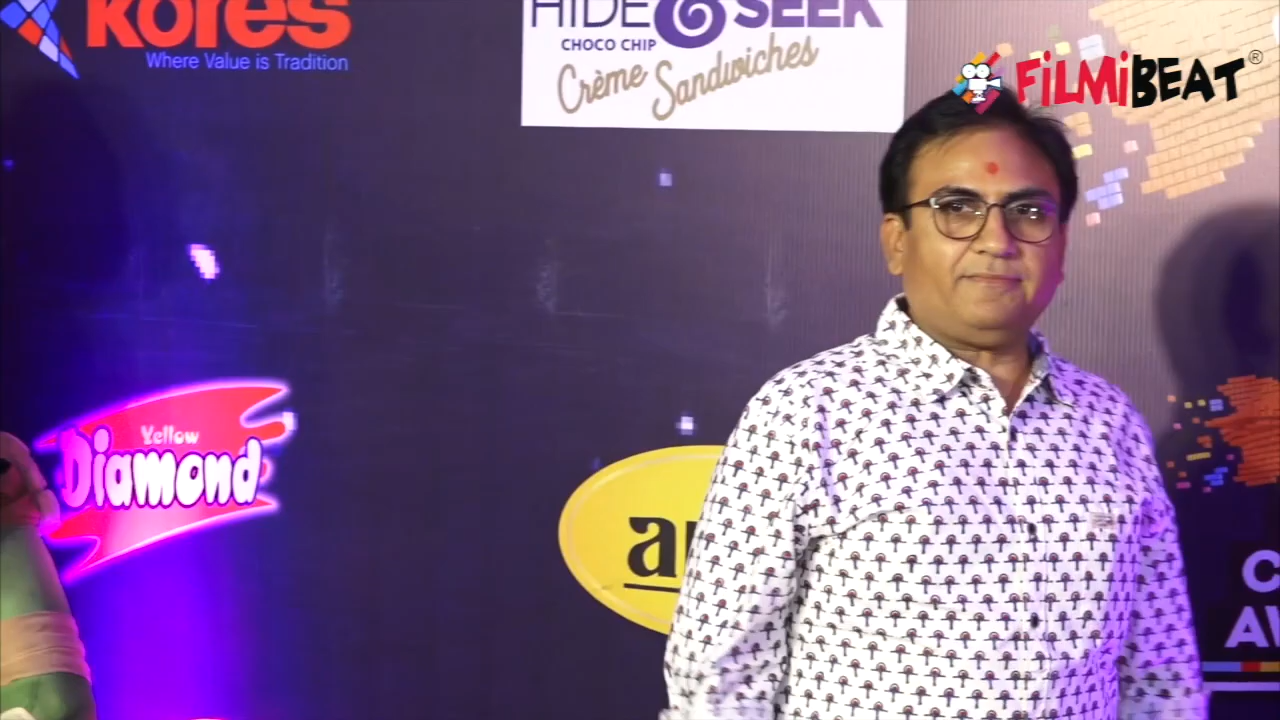 Kores
Where Value is Tradition
HIDE & SEEK
CHOCO CHIP
Crème Sandwiches
FiLMiBEAT®
Yellow
Diamond